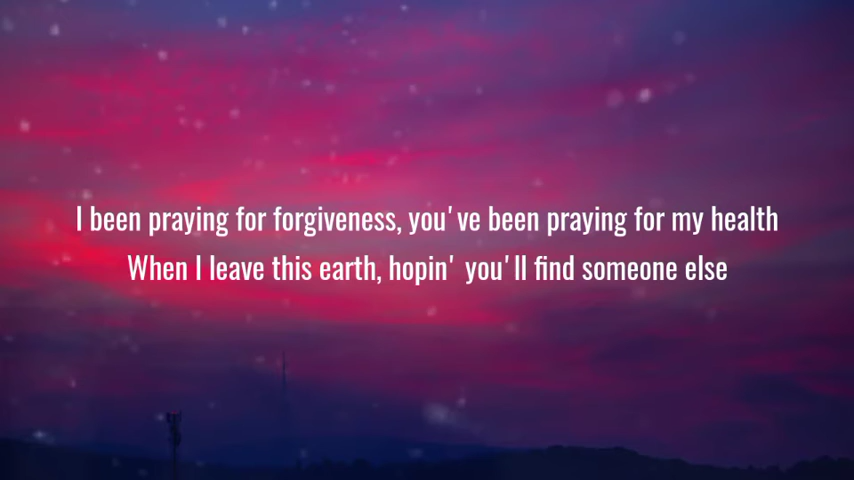 I been praying for forgiveness, you've been praying for my health
When I leave this earth, hopin' you'll find someone else